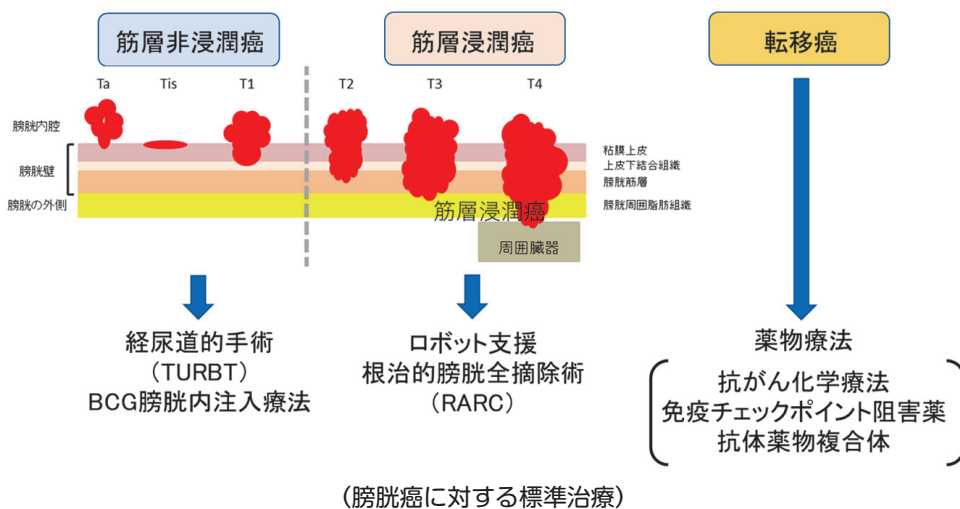 筋層非浸潤癌
筋層浸潤癌
転移癌
Ta
Tis
T1
T2
T3
T4
膀胱内腔
膀胱壁
膀胱の外側
粘膜上皮
上皮下結合組織
膀胱筋層
膀胱周囲脂肪組織
筋層浸潤癌
周囲臓器
経尿道的手術
（TURBT）
BCG膀胱内注入療法
ロボット支援
根治的膀胱全摘除術
（RARC）
薬物療法
抗がん化学療法
免疫チェックポイント阻害薬
抗体薬物複合体
（膀胱癌に対する標準治療）